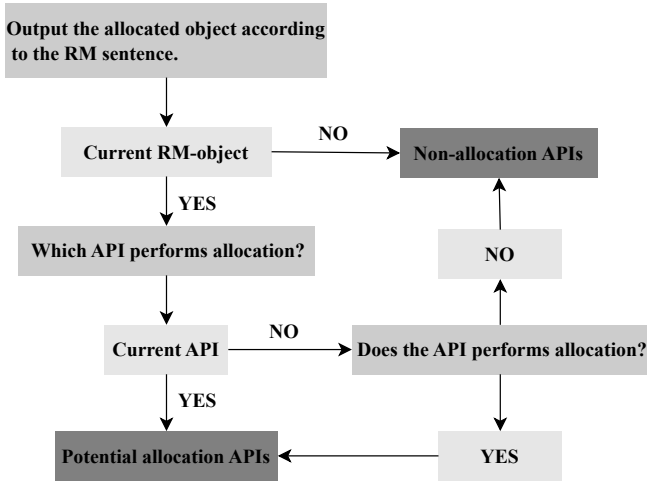 Output the allocated object according
to the RM sentence.
NO
Current RM-object
Non-allocation APIs
YES
Which API performs allocation?
NO
NO
Current API
Does the API performs allocation?
YES
Potential allocation APIs
YES